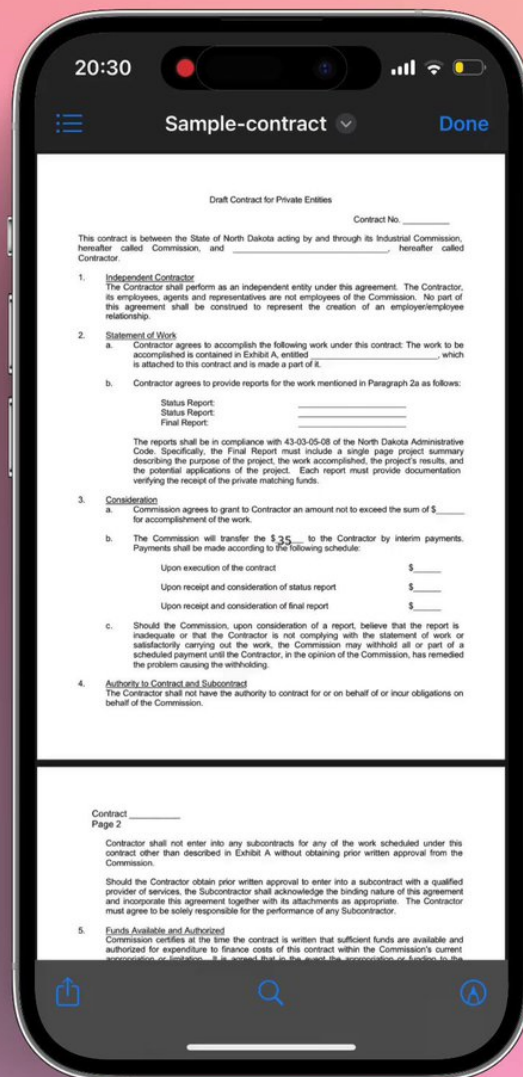 20:30
Sample-contract
Done
Draft Contract for Private Entities
Contract No. __________
This contract is between the State of North Dakota acting by and through its Industrial Commission,
hereafter called Commission, and ______________________________, hereafter called
Contractor.
1. Independent Contractor
The Contractor shall perform as an independent entity under this agreement. The Contractor,
its employees, agents and representatives are not employees of the Commission. No part of
this agreement shall be construed to represent the creation of an employer/employee
relationship.
2. Statement of Work
a. Contractor agrees to accomplish the following work under this contract: The work to be
accomplished is contained in Exhibit A, entitled _________________________, which
is attached to this contract and is made a part of it.
b. Contractor agrees to provide reports for the work mentioned in Paragraph 2a as follows:
Status Report: ______________________
Status Report: ______________________
Final Report: ______________________
The reports shall be in compliance with 43-03-05-08 of the North Dakota Administrative
Code. Specifically, the Final Report must include a single page project summary
describing the purpose of the project, the work accomplished, the project's results, and
the potential applications of the project. Each report must provide documentation
verifying the receipt of the private matching funds.
3. Consideration
a. Commission agrees to grant to Contractor an amount not to exceed the sum of $______
for accomplishment of the work.
b. The Commission will transfer the $ 35__ to the Contractor by interim payments.
Payments shall be made according to the following schedule:
Upon execution of the contract $______
Upon receipt and consideration of status report $______
Upon receipt and consideration of final report $______
c. Should the Commission, upon consideration of a report, believe that the report is
inadequate or that the Contractor is not complying with the statement of work or
satisfactorily carrying out the work, the Commission may withhold all or part of a
scheduled payment until the Contractor, in the opinion of the Commission, has remedied
the problem causing the withholding.
4. Authority to Contract and Subcontract
The Contractor shall not have the authority to contract for or on behalf of or incur obligations on
behalf of the Commission.
Contract __________
Page 2
Contractor shall not enter into any subcontracts for any of the work scheduled under this
contract other than described in Exhibit A without obtaining prior written approval from the
Commission.
Should the Contractor obtain prior written approval to enter into a subcontract with a qualified
provider of services, the Subcontractor shall acknowledge the binding nature of this agreement
and incorporate this agreement together with its attachments as appropriate. The Contractor
must agree to be solely responsible for the performance of any Subcontractor.
5. Funds Available and Authorized
Commission certifies at the time the contract is written that sufficient funds are available and
authorized for expenditure to finance costs of this contract within the Commission's current
appropriation or limitation. It is agreed that in the event the appropriation or funding to the